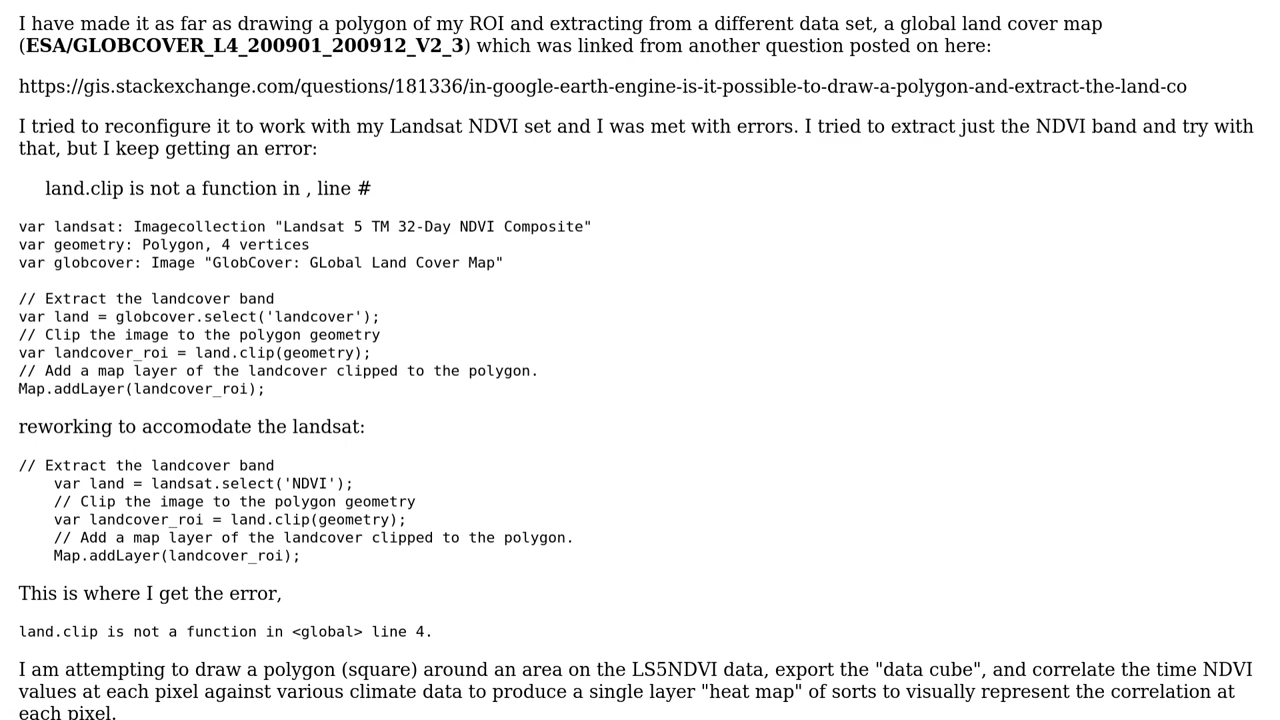 I have made it as far as drawing a polygon of my ROI and extracting from a different data set, a global land cover map
(ESA/GLOBCOVER_L4_200901_200912_V2_3) which was linked from another question posted on here:
https://gis.stackexchange.com/questions/181336/in-google-earth-engine-is-it-possible-to-draw-a-polygon-and-extract-the-land-co
I tried to reconfigure it to work with my Landsat NDVI set and I was met with errors. I tried to extract just the NDVI band and try with
that, but I keep getting an error:
land.clip is not a function in , line #
var landsat: Imagecollection "Landsat 5 TM 32-Day NDVI Composite"
var geometry: Polygon, 4 vertices
var globcover: Image "GlobCover: GLobal Land Cover Map"
// Extract the landcover band
var land = globcover.select('landcover');
// Clip the image to the polygon geometry
var landcover_roi = land.clip(geometry);
// Add a map layer of the landcover clipped to the polygon.
Map.addLayer(landcover_roi);
reworking to accomodate the landsat:
// Extract the landcover band
var land = landsat.select('NDVI');
// Clip the image to the polygon geometry
var landcover_roi = land.clip(geometry);
// Add a map layer of the landcover clipped to the polygon.
Map.addLayer(landcover_roi);
This is where I get the error,
land.clip is not a function in <global> line 4.
I am attempting to draw a polygon (square) around an area on the LS5NDVI data, export the "data cube", and correlate the time NDVI
values at each pixel against various climate data to produce a single layer "heat map" of sorts to visually represent the correlation at
each pixel.